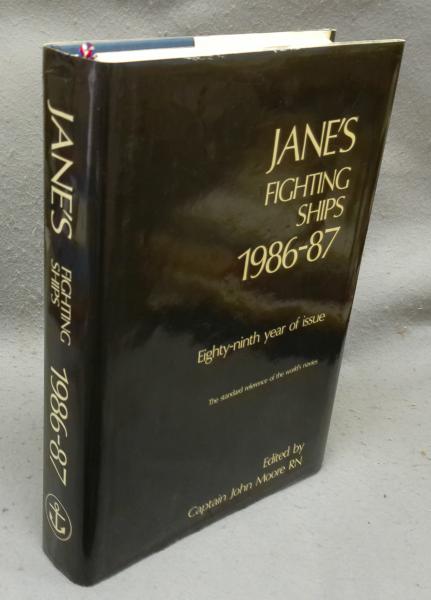 JANE'S
FIGHTING
SHIPS
1986-87
Eighty-ninth year of issue
The standard reference of the world's navies
Edited by
Captain John Moore RN
JANE'S
FIGHTING
SHIPS
1986-87